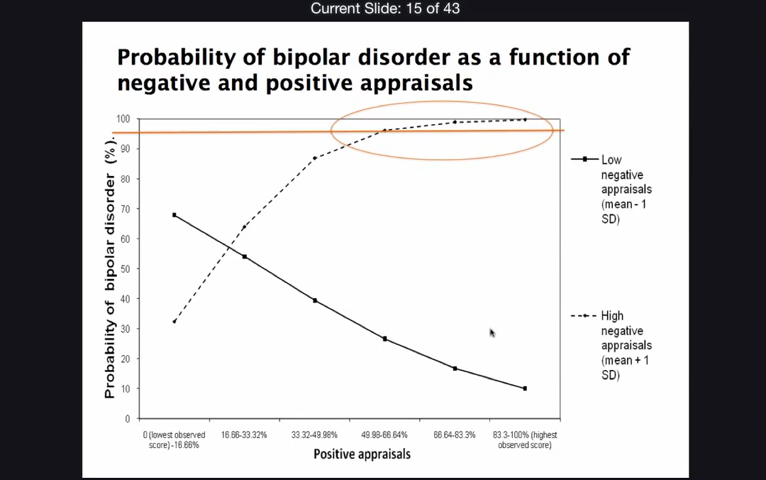 Current Slide: 15 of 43
Probability of bipolar disorder as a function of
negative and positive appraisals
Probability of bipolar disorder (%).
100
90
80
70
60
50
40
30
20
10
0
0 (lowest observed
score) -16.66%
16.66-33.32%
33.32-49.98%
49.98-66.64%
66.64-83.3%
83.3-100% (highest
observed score)
Positive appraisals
Low
negative
appraisals
(mean - 1
SD)
High
negative
appraisals
(mean + 1
SD)